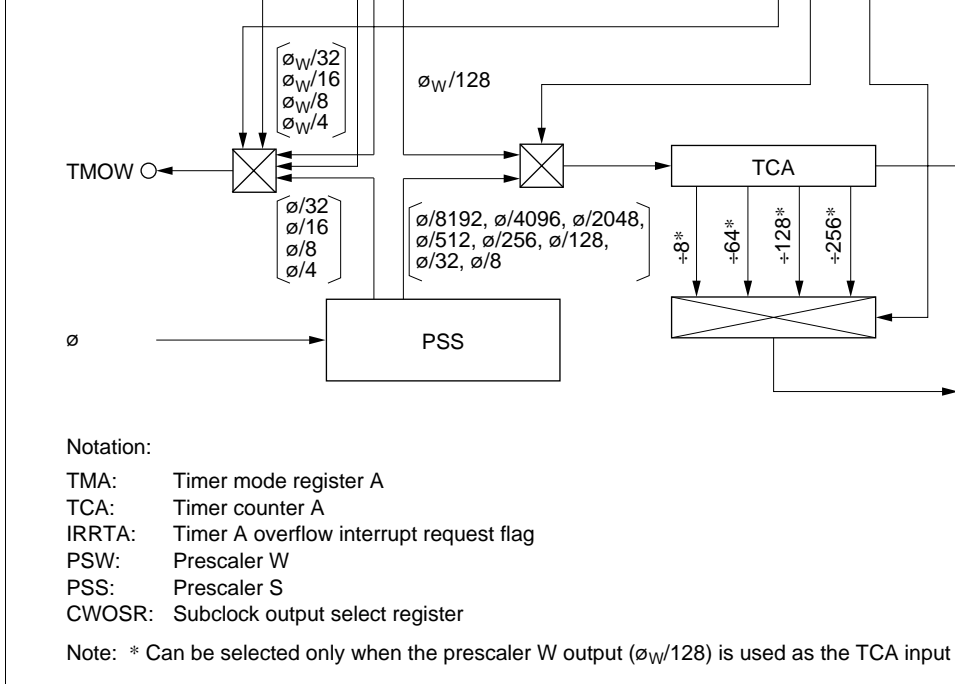 øW/32
øW/16
øW/8
øW/4
øW/128
TMOW
TCA
ø/32
ø/16
ø/8
ø/4
ø/8192, ø/4096, ø/2048,
ø/512, ø/256, ø/128,
ø/32, ø/8
÷8*
÷64*
÷128*
÷256*
ø
PSS
Notation:
TMA: Timer mode register A
TCA: Timer counter A
IRRTA: Timer A overflow interrupt request flag
PSW: Prescaler W
PSS: Prescaler S
CWOSR: Subclock output select register
Note: * Can be selected only when the prescaler W output (øW/128) is used as the TCA input